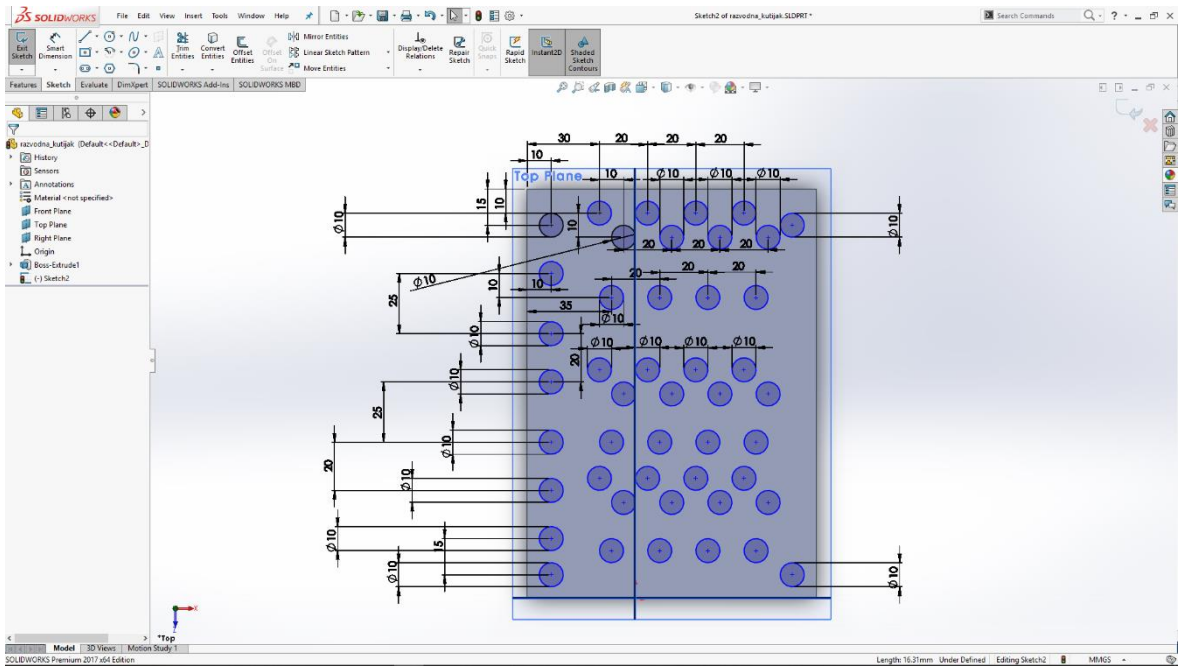 SOLIDWORKS File Edit View Insert Tools Window Help Sketch2 of razvodna_kutijak.SLDPRT * Search Commands
Exit Sketch Smart Dimension Trim Entities Convert Entities Offset Entities Offset On Surface Mirror Entities Linear Sketch Pattern Move Entities Display/Delete Relations Repair Sketch Quick Snaps Rapid Sketch Instant2D Shaded Sketch Contours
Features Sketch Evaluate DimXpert SOLIDWORKS Add-Ins SOLIDWORKS MBD
razvodna_kutijak (Default<<Default>_D
History
Sensors
Annotations
Material <not specified>
Front Plane
Top Plane
Right Plane
Origin
Boss-Extrude1
(-) Sketch2
30 20 20 20
10
Top Plane 10 Ø10 Ø10 Ø10
15 10
Ø10 10 Ø10
20 20 20
Ø10
20 20 20
10 10
25 35
Ø10 Ø10
20 Ø10 Ø10 Ø10 Ø10
Ø10
25
Ø10
20
Ø10
Ø10
15
Ø10 Ø10
*Top
Model 3D Views Motion Study 1
SOLIDWORKS Premium 2017 x64 Edition Length: 16.31mm Under Defined Editing Sketch2 MMGS